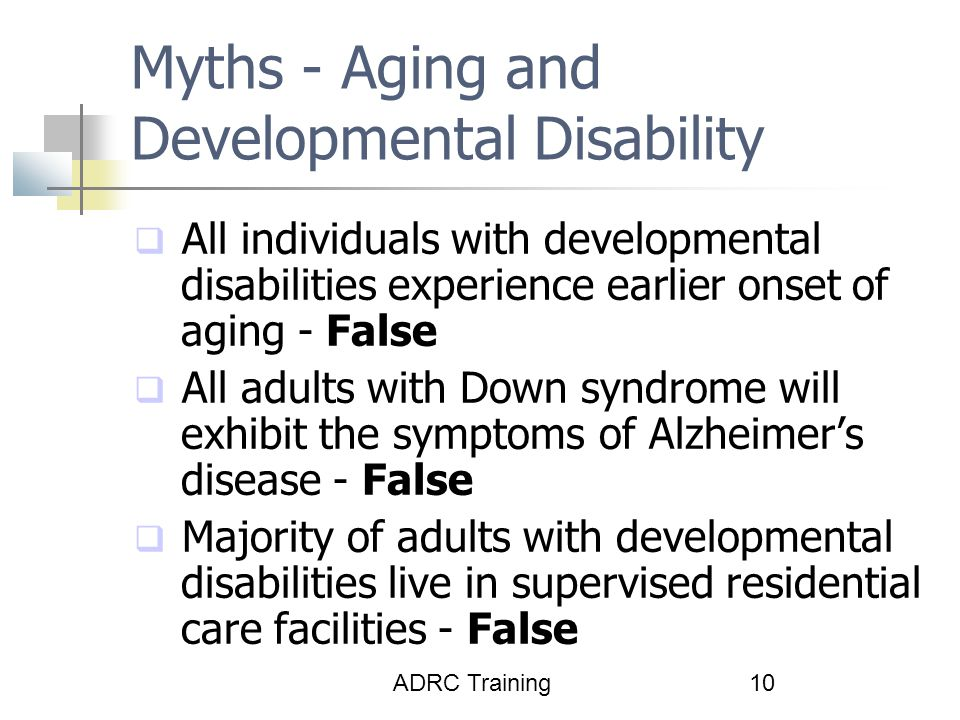 Myths - Aging and
Developmental Disability
All individuals with developmental
disabilities experience earlier onset of
aging - False
All adults with Down syndrome will
exhibit the symptoms of Alzheimer’s
disease - False
Majority of adults with developmental
disabilities live in supervised residential
care facilities - False
ADRC Training 10